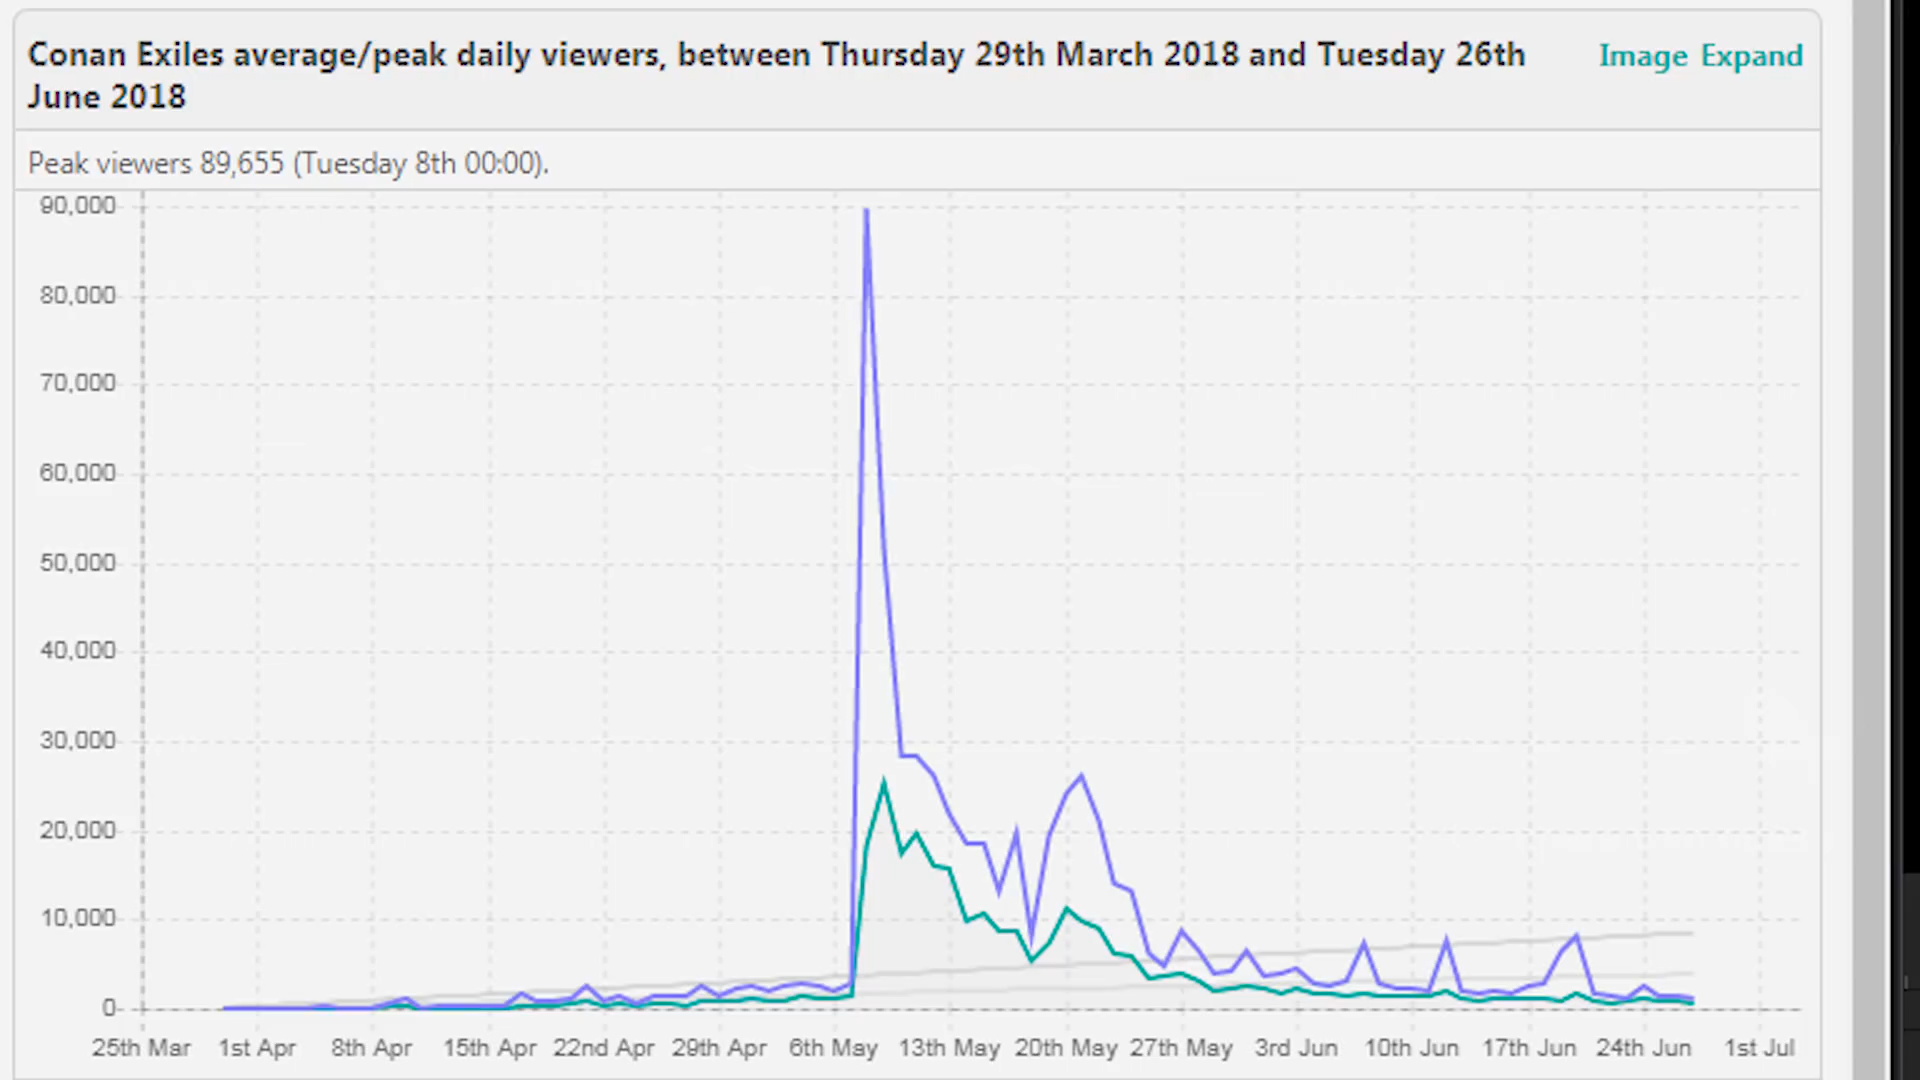 Conan Exiles average/peak daily viewers, between Thursday 29th March 2018 and Tuesday 26th
June 2018
Image Expand
Peak viewers 89,655 (Tuesday 8th 00:00).
90,000
80,000
70,000
60,000
50,000
40,000
30,000
20,000
10,000
0
25th Mar 1st Apr 8th Apr 15th Apr 22nd Apr 29th Apr 6th May 13th May 20th May 27th May 3rd Jun 10th Jun 17th Jun 24th Jun 1st Jul